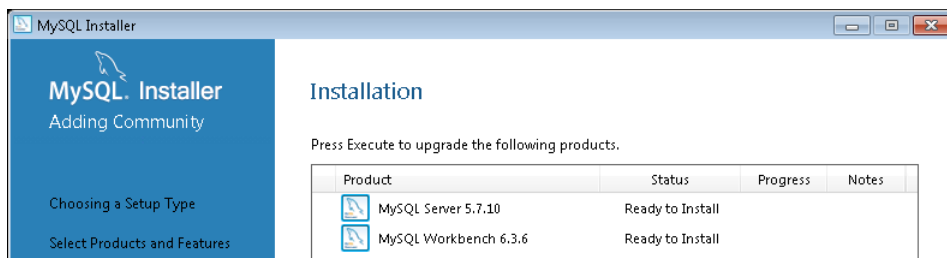 MySQL Installer
MySQL. Installer
Adding Community
Choosing a Setup Type
Select Products and Features
Installation
Press Execute to upgrade the following products.
Product Status Progress Notes
MySQL Server 5.7.10 Ready to Install
MySQL Workbench 6.3.6 Ready to Install